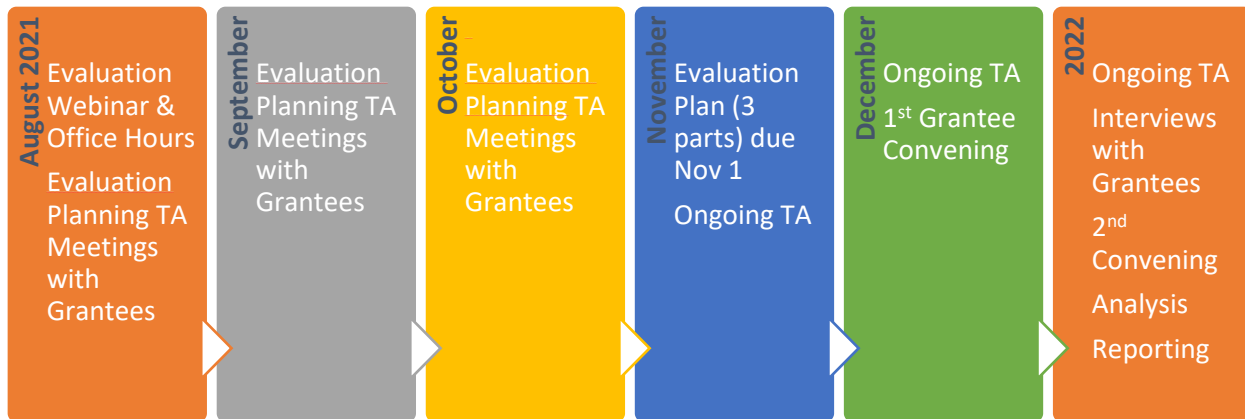 August 2021
Evaluation
Webinar &
Office Hours
Evaluation
Planning TA
Meetings
with
Grantees
September
Evaluation
Planning TA
Meetings
with
Grantees
October
Evaluation
Planning TA
Meetings
with
Grantees
November
Evaluation
Plan (3
parts) due
Nov 1
Ongoing TA
December
Ongoing TA
1st Grantee
Convening
2022
Ongoing TA
Interviews
with
Grantees
2nd
Convening
Analysis
Reporting